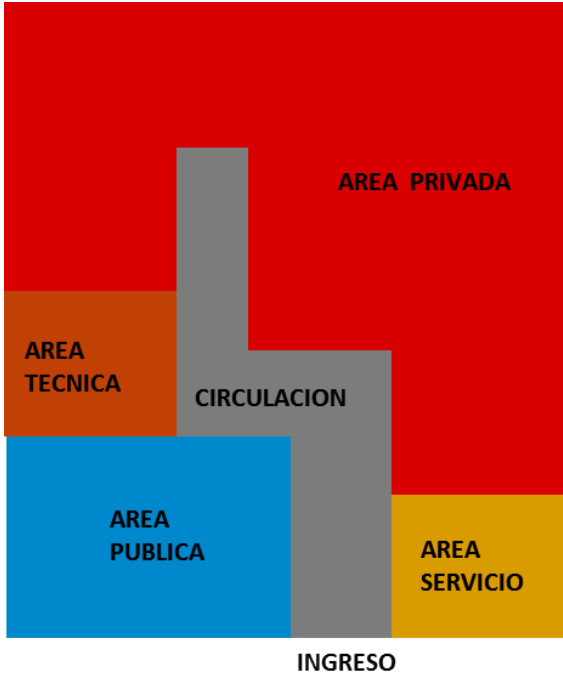 AREA PRIVADA
AREA
TECNICA
CIRCULACION
AREA
PUBLICA
AREA
SERVICIO
INGRESO